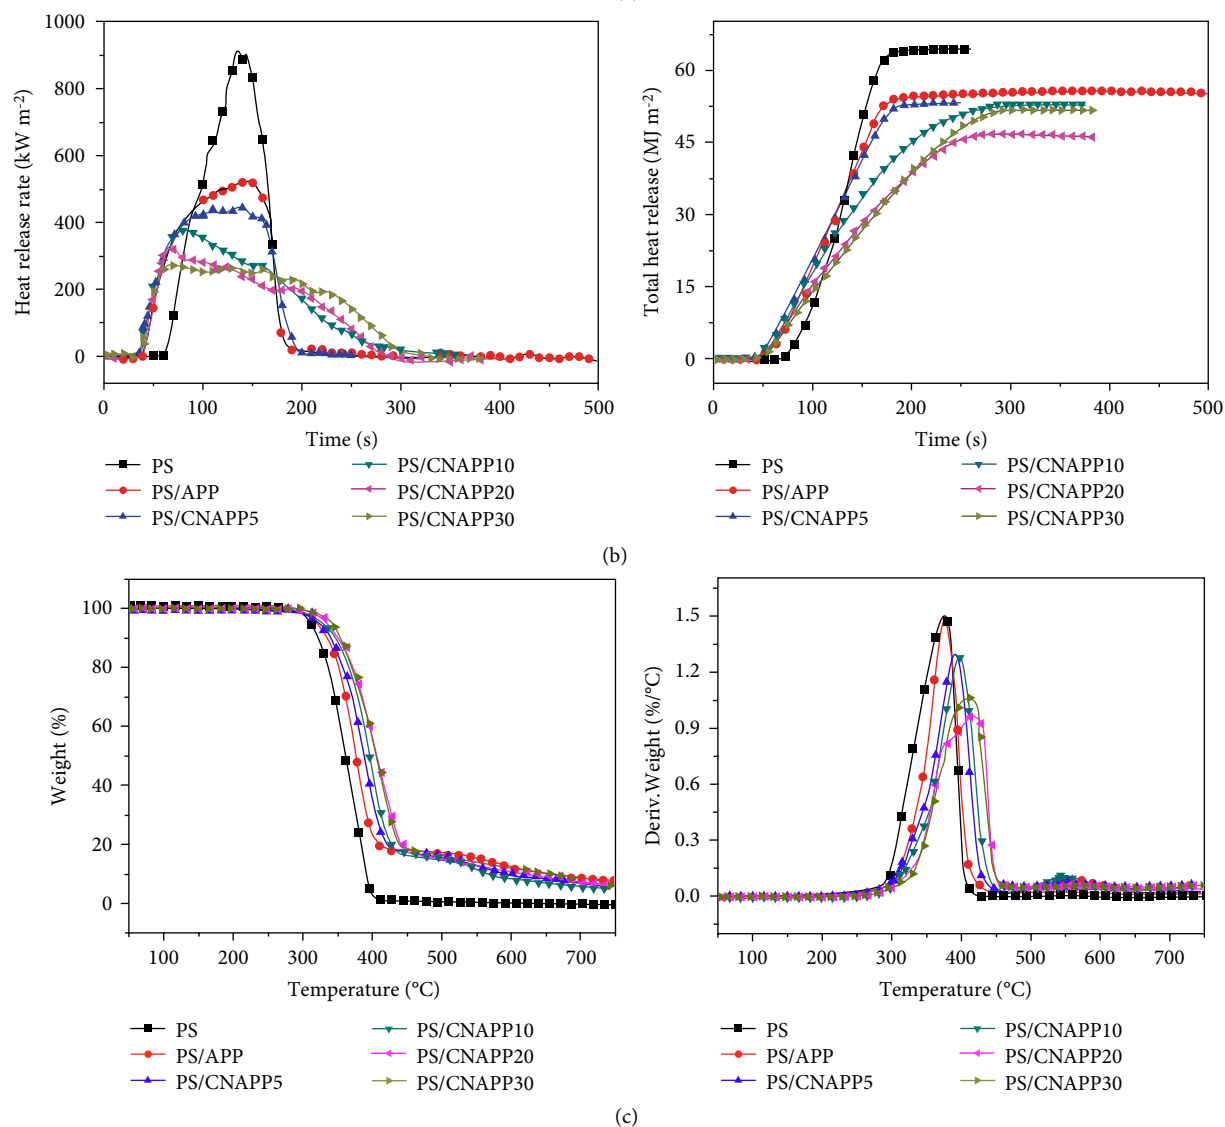 1000
800
600
400
200
0
Heat release rate (kW m⁻²)
0 100 200 300 400 500
Time (s)
PS
PS/APP
PS/CNAPP5
PS/CNAPP10
PS/CNAPP20
PS/CNAPP30
60
45
30
15
0
Total heat release (MJ m⁻²)
0 100 200 300 400 500
Time (s)
PS
PS/APP
PS/CNAPP5
PS/CNAPP10
PS/CNAPP20
PS/CNAPP30
(b)
100
80
60
40
20
0
Weight (%)
100 200 300 400 500 600 700
Temperature (°C)
PS
PS/APP
PS/CNAPP5
PS/CNAPP10
PS/CNAPP20
PS/CNAPP30
1.5
1.2
0.9
0.6
0.3
0.0
Deriv.Weight (%/°C)
100 200 300 400 500 600 700
Temperature (°C)
PS
PS/APP
PS/CNAPP5
PS/CNAPP10
PS/CNAPP20
PS/CNAPP30
(c)